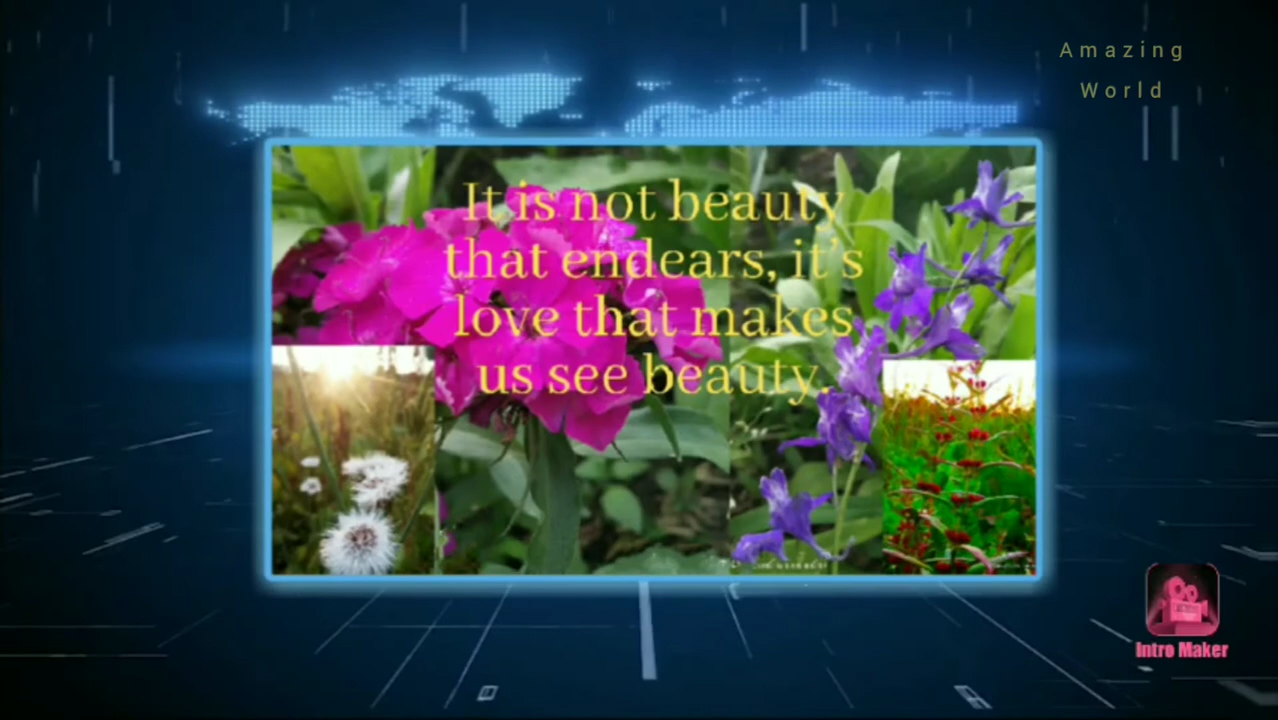 Amazing
World
It is not beauty
that endears, it's
love that makes
us see beauty.
Intro Maker